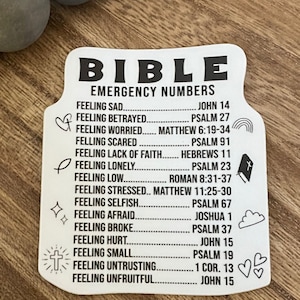 BIBLE
EMERGENCY NUMBERS
FEELING SAD........................ JOHN 14
FEELING BETRAYED.............. PSALM 27
FEELING WORRIED...... MATTHEW 6:19-34
FEELING SCARED ................. PSALM 91
FEELING LACK OF FAITH...... HEBREWS 11
FEELING LONELY................. PSALM 23
FEELING LOW................ ROMAN 8:31-37
FEELING STRESSED.. MATTHEW 11:25-30
FEELING SELFISH................. PSALM 67
FEELING AFRAID.................. JOSHUA 1
FEELING BROKE.................. PSALM 37
FEELING HURT..................... JOHN 15
FEELING SMALL.................. PSALM 19
FEELING UNTRUSTING........... 1 COR. 13
FEELING UNFRUITFUL........... JOHN 15